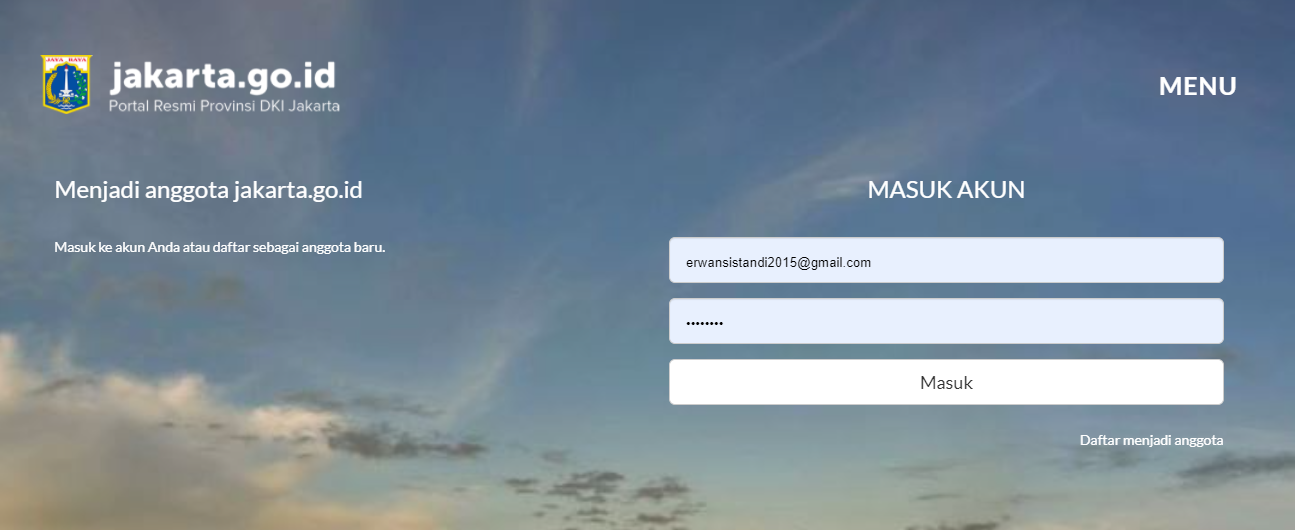 JAYA RAYA
jakarta.go.id
Portal Resmi Provinsi DKI Jakarta
MENU
Menjadi anggota jakarta.go.id
Masuk ke akun Anda atau daftar sebagai anggota baru.
MASUK AKUN
erwansistandi2015@gmail.com
••••••••
Masuk
Daftar menjadi anggota